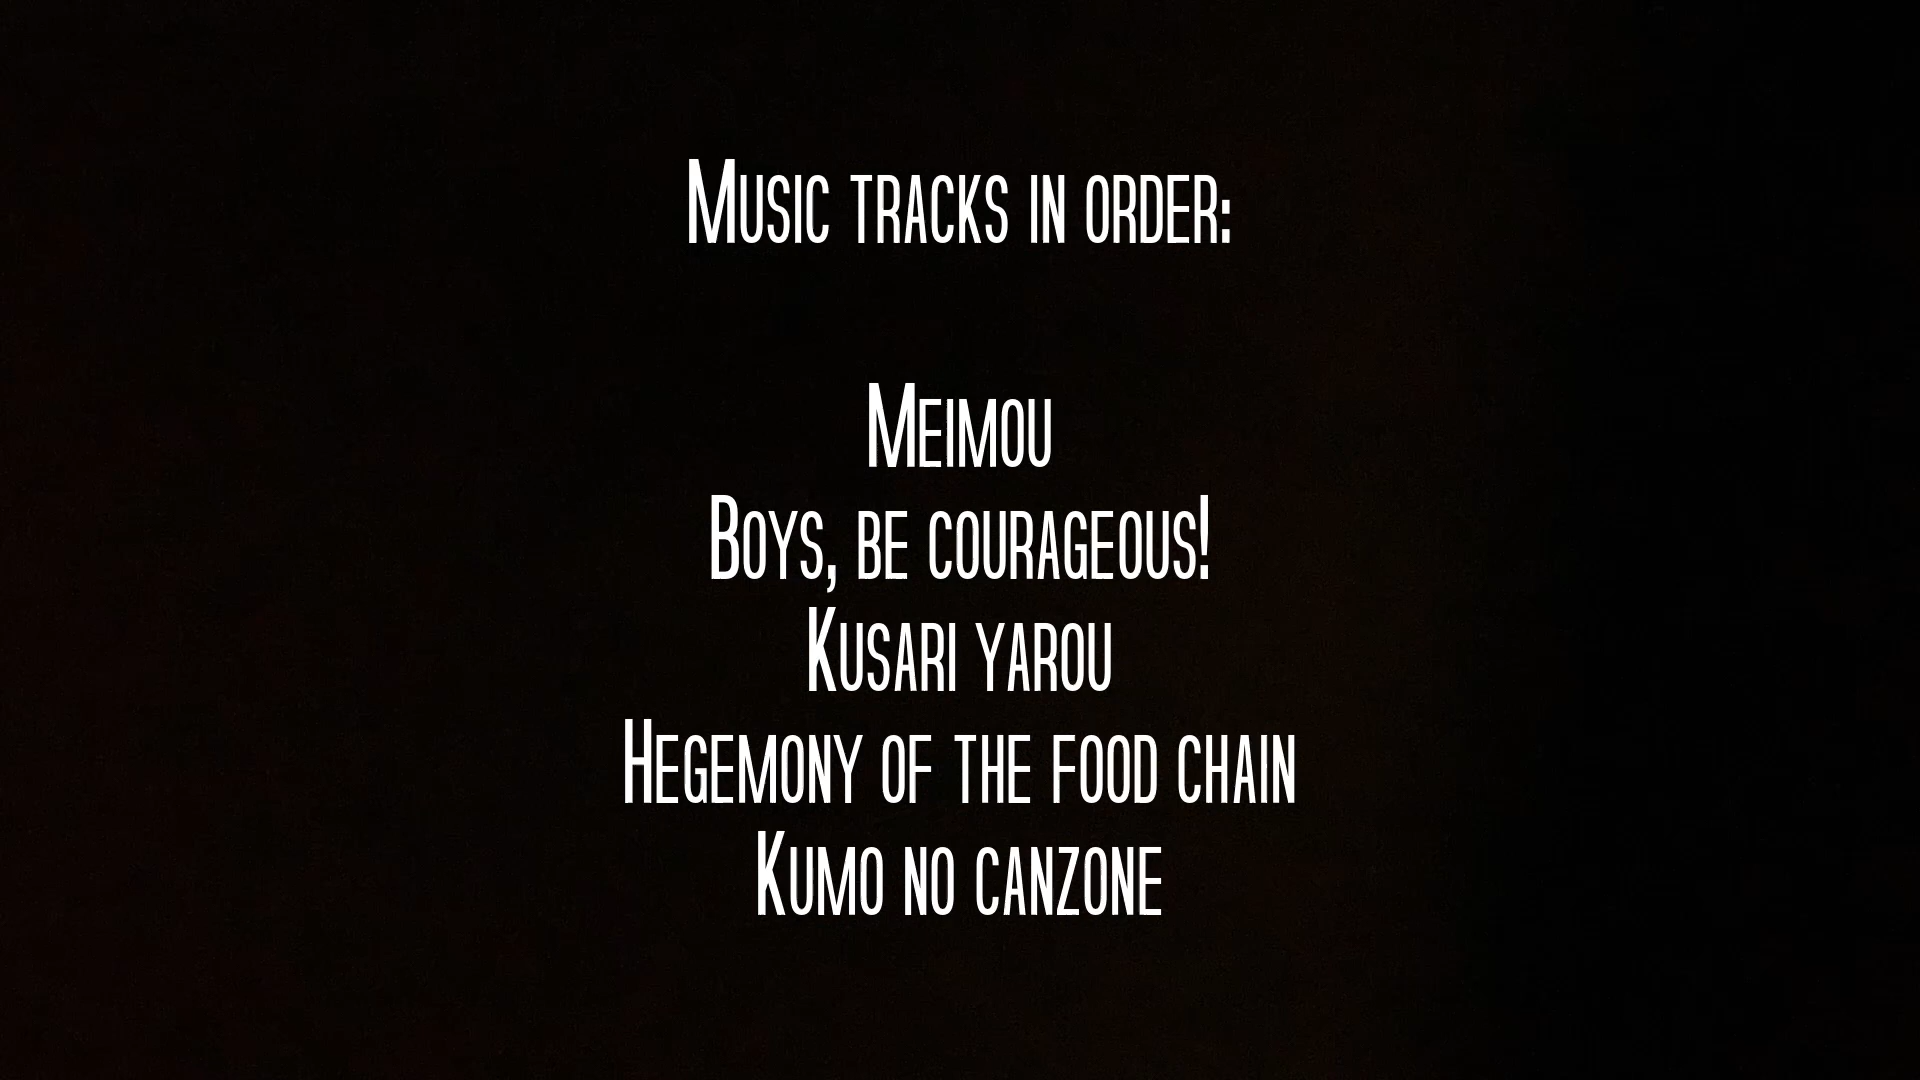 Music tracks in order:
Meimou
Boys, be courageous!
Kusari yarou
Hegemony of the food chain
Kumo no canzone